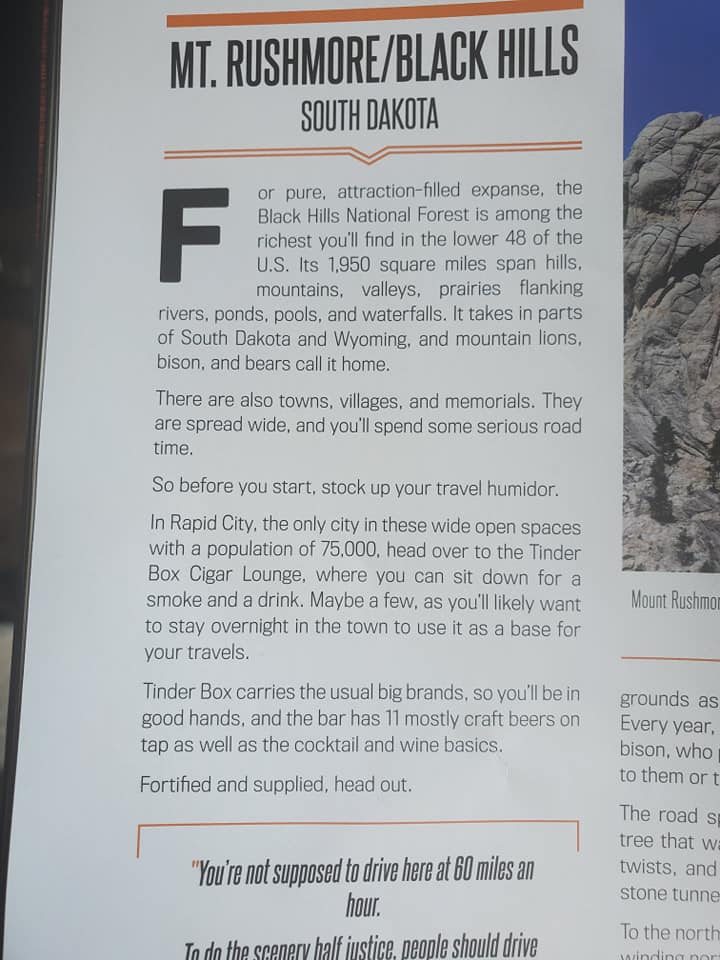 MT. RUSHMORE/BLACK HILLS
SOUTH DAKOTA
For pure, attraction-filled expanse, the
Black Hills National Forest is among the
richest you'll find in the lower 48 of the
U.S. Its 1,950 square miles span hills,
mountains, valleys, prairies flanking
rivers, ponds, pools, and waterfalls. It takes in parts
of South Dakota and Wyoming, and mountain lions,
bison, and bears call it home.
There are also towns, villages, and memorials. They
are spread wide, and you'll spend some serious road
time.
So before you start, stock up your travel humidor.
In Rapid City, the only city in these wide open spaces
with a population of 75,000, head over to the Tinder
Box Cigar Lounge, where you can sit down for a
smoke and a drink. Maybe a few, as you'll likely want
to stay overnight in the town to use it as a base for
your travels.
Tinder Box carries the usual big brands, so you'll be in
good hands, and the bar has 11 mostly craft beers on
tap as well as the cocktail and wine basics.
Fortified and supplied, head out.
"You're not supposed to drive here at 60 miles an
hour.
To do the scenery half justice, people should drive
Mount
grounds as
Every year,
bison, who
to them or
The road
tree that
twists, and
stone
To the north